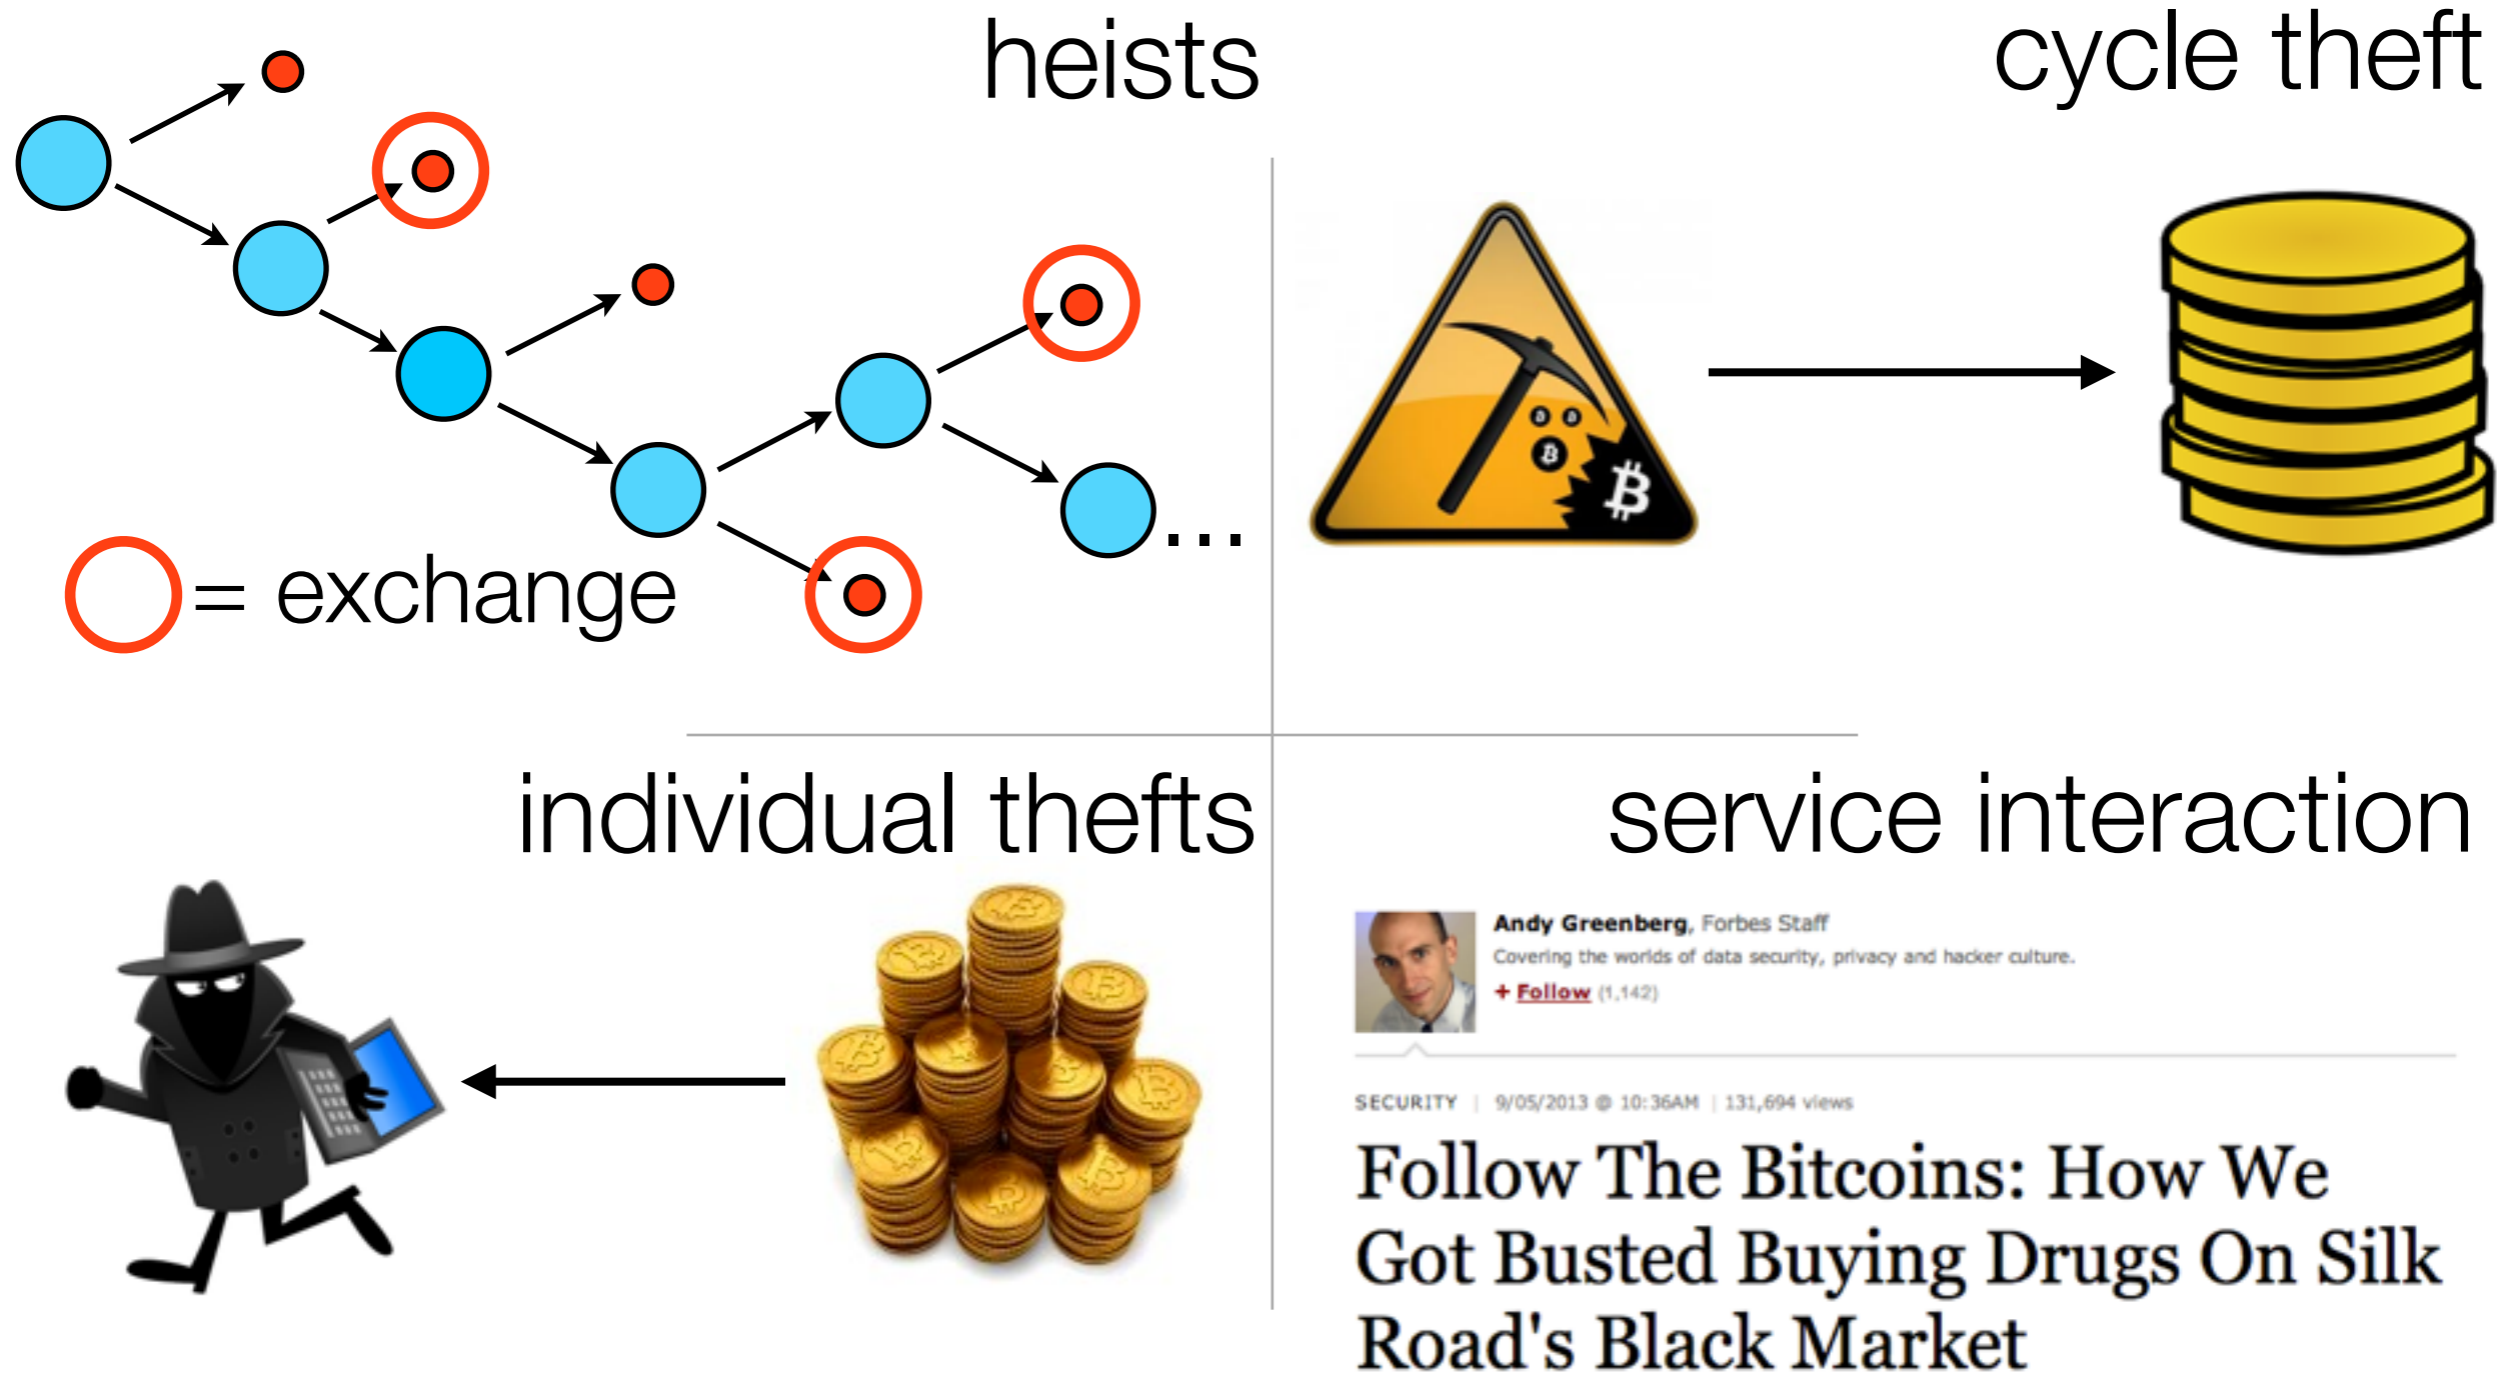 heists
cycle theft
= exchange
...
individual thefts
service interaction
Andy Greenberg, Forbes Staff
Covering the worlds of data security, privacy and hacker culture.
+ Follow (1,142)
SECURITY | 9/05/2013 @ 10:36AM | 131,694 views
Follow The Bitcoins: How We
Got Busted Buying Drugs On Silk
Road's Black Market